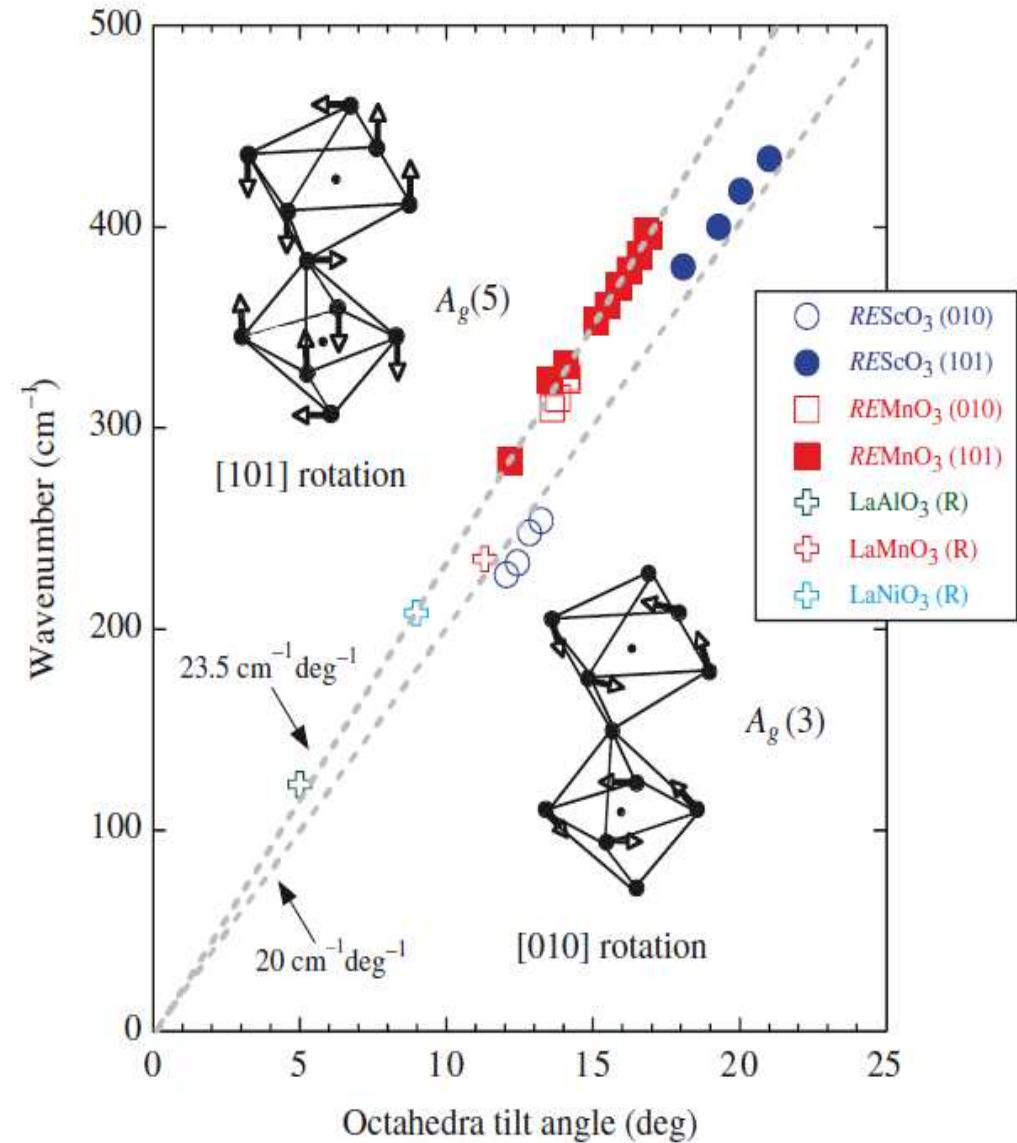 500
400
300
200
100
0
Wavenumber (cm⁻¹)
A_g(5)
[101] rotation
REScO₃ (010)
REScO₃ (101)
REMnO₃ (010)
REMnO₃ (101)
LaAlO₃ (R)
LaMnO₃ (R)
LaNiO₃ (R)
23.5 cm⁻¹ deg⁻¹
A_g(3)
20 cm⁻¹deg⁻¹
[010] rotation
0 5 10 15 20 25
Octahedra tilt angle (deg)